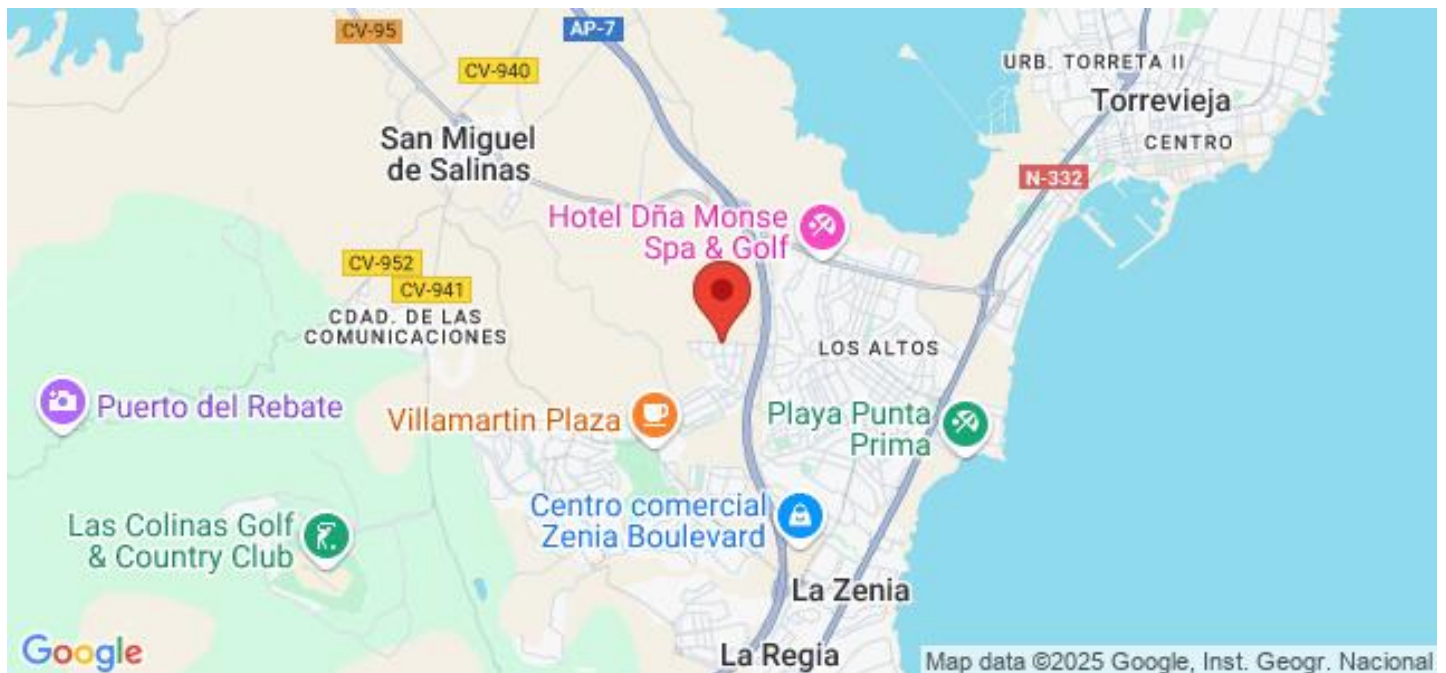 CV-95
AP-7
CV-940
URB. TORRETA II
Torrevieja
CENTRO
San Miguel
de Salinas
N-332
Hotel Dña Monse
Spa & Golf
CV-952
CV-941
CDAD. DE LAS
COMUNICACIONES
LOS ALTOS
Puerto del Rebate
Villamartin Plaza
Playa Punta
Prima
Centro comercial
Zenia Boulevard
Las Colinas Golf
& Country Club
La Zenia
La Regia
Google
Map data ©2025 Google, Inst. Geogr. Nacional